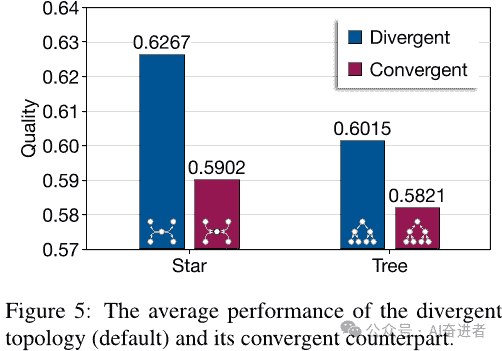 0.64
0.63
0.62
0.61
0.60
0.59
0.58
0.57
Quality
0.6267
0.5902
0.6015
0.5821
Divergent
Convergent
Star
Tree
Figure 5: The average performance of the divergent
topology (default) and its convergent counterpart.
公众号 · AI奋进者